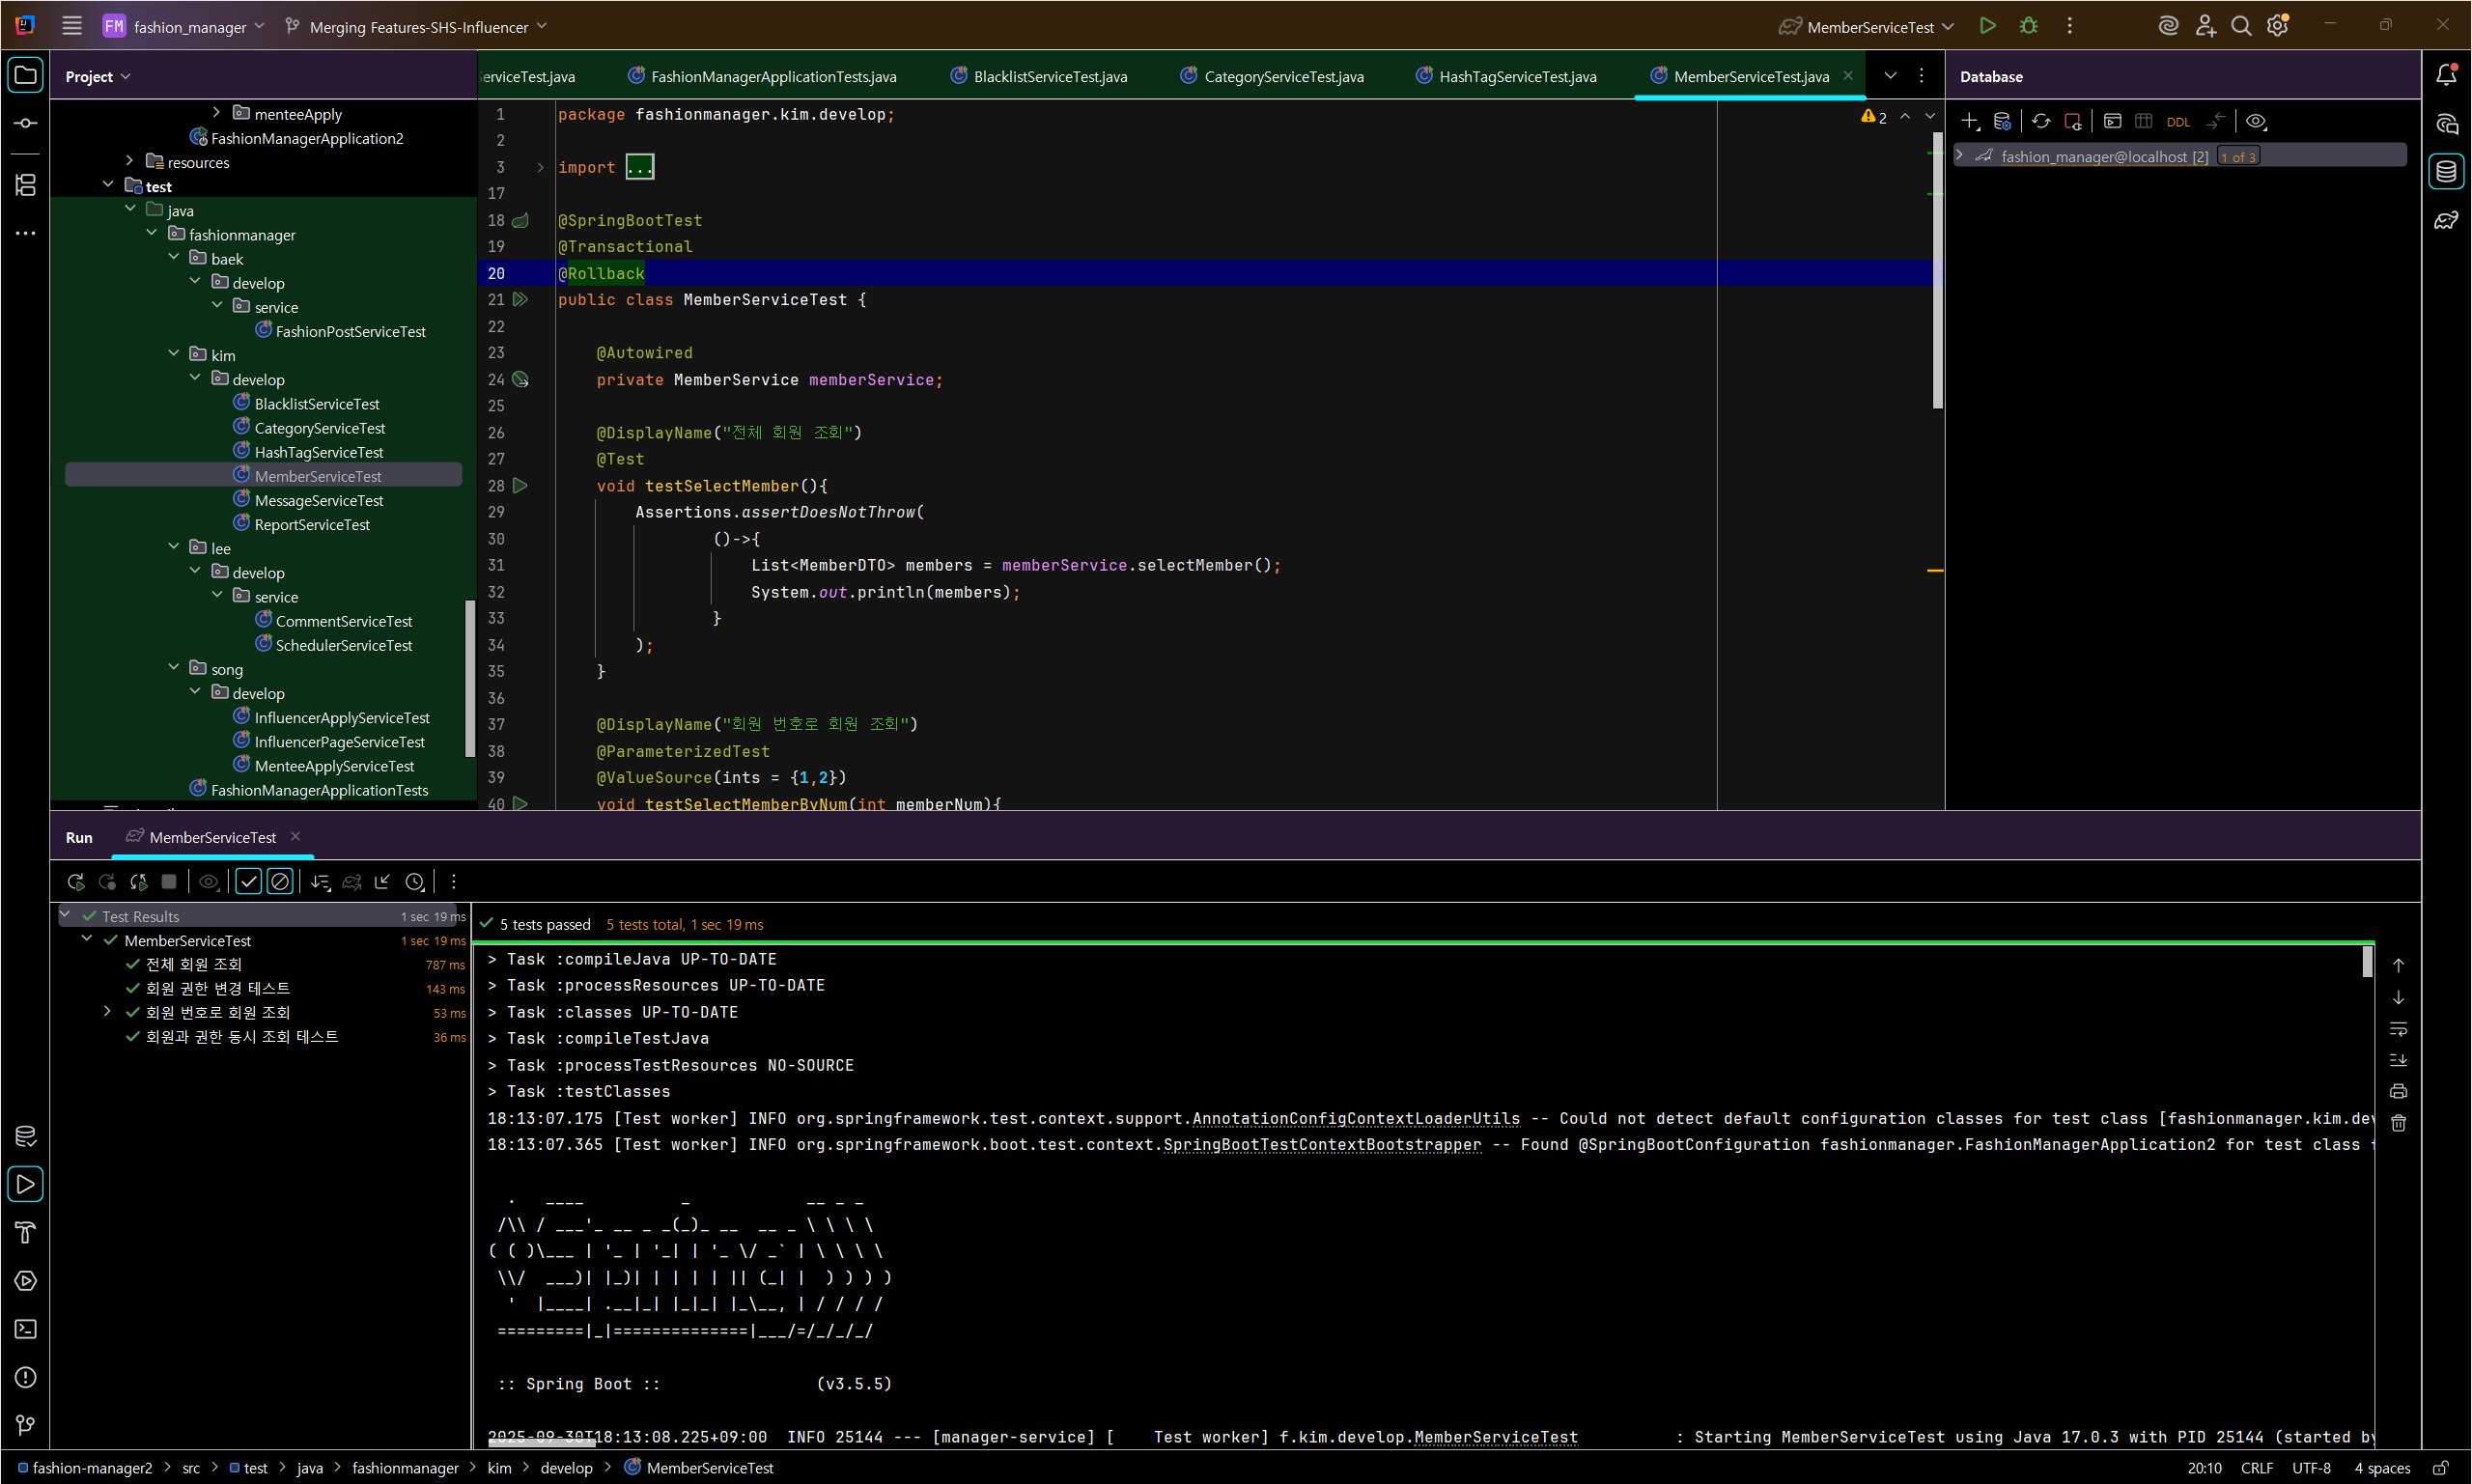 FM fashion_manager Merging Features-SHS-Influencer MemberServiceTest
Project
erviceTest.java FashionManagerApplicationTests.java BlacklistServiceTest.java CategoryServiceTest.java HashTagServiceTest.java MemberServiceTest.java
Database
menteeApply
FashionManagerApplication2
resources
test
java
fashionmanager
baek
develop
service
FashionPostServiceTest
kim
develop
BlacklistServiceTest
CategoryServiceTest
HashTagServiceTest
MemberServiceTest
MessageServiceTest
ReportServiceTest
lee
develop
service
CommentServiceTest
SchedulerServiceTest
song
develop
InfluencerApplyServiceTest
InfluencerPageServiceTest
MenteeApplyServiceTest
FashionManagerApplicationTests
1 package fashionmanager.kim.develop;
2
3 import ...
17
18 @SpringBootTest
19 @Transactional
20 @Rollback
21 public class MemberServiceTest {
22
23 @Autowired
24 private MemberService memberService;
25
26 @DisplayName("전체 회원 조회")
27 @Test
28 void testSelectMember(){
29 Assertions.assertDoesNotThrow(
30 ()->{
31 List<MemberDTO> members = memberService.selectMember();
32 System.out.println(members);
33 }
34 );
35 }
36
37 @DisplayName("회원 번호로 회원 조회")
38 @ParameterizedTest
39 @ValueSource(ints = {1,2})
40 void testSelectMemberByNum(int memberNum){
2
DDL
fashion_manager@localhost [2] 1 of 3
Run MemberServiceTest
Test Results 1 sec 19 ms
MemberServiceTest 1 sec 19 ms
전체 회원 조회 787 ms
회원 권한 변경 테스트 143 ms
회원 번호로 회원 조회 53 ms
회원과 권한 동시 조회 테스트 36 ms
5 tests passed 5 tests total, 1 sec 19 ms
> Task :compileJava UP-TO-DATE
> Task :processResources UP-TO-DATE
> Task :classes UP-TO-DATE
> Task :compileTestJava
> Task :processTestResources NO-SOURCE
> Task :testClasses
18:13:07.175 [Test worker] INFO org.springframework.test.context.support.AnnotationConfigContextLoaderUtils -- Could not detect default configuration classes for test class [fashionmanager.kim.dev
18:13:07.365 [Test worker] INFO org.springframework.boot.test.context.SpringBootTestContextBootstrapper -- Found @SpringBootConfiguration fashionmanager.FashionManagerApplication2 for test class f
  .   ____          _            __ _ _
 /\\ / ___'_ __ _ _(_)_ __  __ _ \ \ \ \
( ( )\___ | '_ | '_| | '_ \/ _` | \ \ \ \
 \\/  ___)| |_)| | | | | || (_| |  ) ) ) )
  '  |____| .__|_| |_|_| |_\__, | / / / /
 =========|_|==============|___/=/_/_/_/
:: Spring Boot :: (v3.5.5)
2025-09-30T18:13:08.225+09:00 INFO 25144 --- [manager-service] [ Test worker] f.kim.develop.MemberServiceTest : Starting MemberServiceTest using Java 17.0.3 with PID 25144 (started by
fashion-manager2 > src > test > java > fashionmanager > kim > develop > MemberServiceTest 20:10 CRLF UTF-8 4 spaces